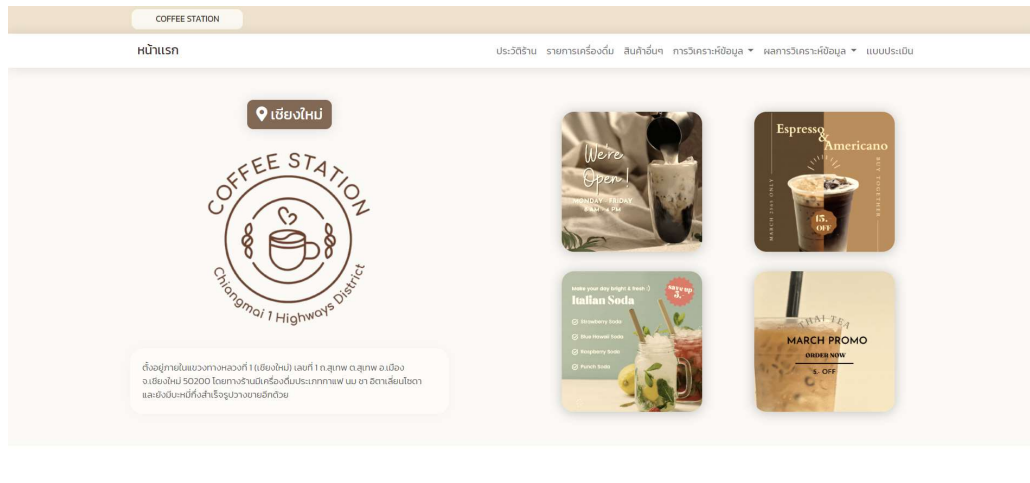 COFFEE STATION
หน้าแรก
ประวัติร้าน รายการเครื่องดื่ม สินค้าอื่นๆ การวิเคราะห์ข้อมูล ผลการวิเคราะห์ข้อมูล แบบประเมิน
เชียงใหม่
COFFEE STATION
Chiangmai 1 Highways District
ตั้งอยู่ภายในแขวงทางหลวงที่ 1 (เชียงใหม่) เลขที่ 1 ถ.สุเทพ ต.สุเทพ อ.เมือง
จ.เชียงใหม่ 50200 โดยทางร้านมีเครื่องดื่มประเภทกาแฟ นม ชา อิตาเลี่ยนโซดา
และยังมีบะหมี่กึ่งสำเร็จรูปวางขายอีกด้วย
We're
Open!
MONDAY - FRIDAY
8 AM - 4 PM
Espresso
&
Americano
MARCH 2023 ONLY
BUY TOGETHER
15.
OFF
Make your day bright & fresh :)
Italian Soda
save up
5.-
Strawberry Soda
Blue Hawaii Soda
Raspberry Soda
Punch Soda
THAI TEA
MARCH PROMO
ORDER NOW
5.- OFF